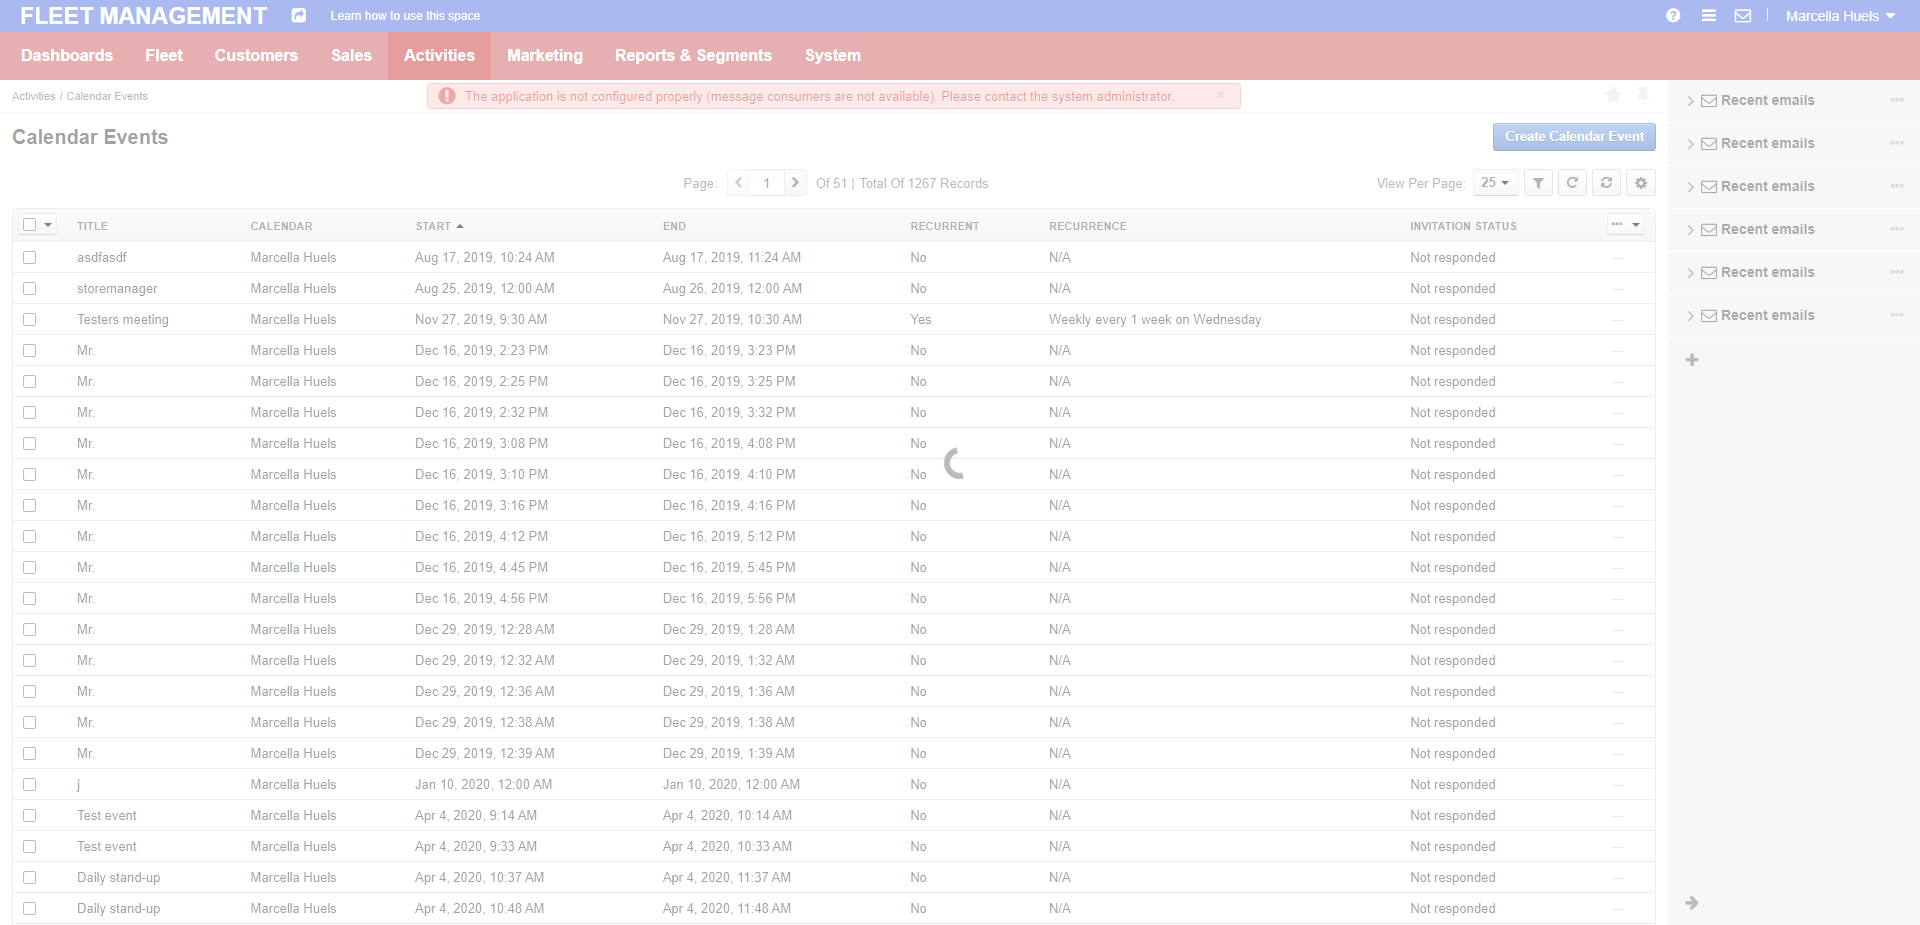 FLEET MANAGEMENT Learn how to use this space Marcella Huels
Dashboards Fleet Customers Sales Activities Marketing Reports & Segments System
Activities / Calendar Events
The application is not configured properly (message consumers are not available). Please contact the system administrator. ×
Calendar Events
Create Calendar Event
Page: 1 Of 51 | Total Of 1267 Records
View Per Page: 25
TITLE CALENDAR START END RECURRENT RECURRENCE INVITATION STATUS
asdfasdf Marcella Huels Aug 17, 2019, 10:24 AM Aug 17, 2019, 11:24 AM No N/A Not responded
storemanager Marcella Huels Aug 25, 2019, 12:00 AM Aug 26, 2019, 12:00 AM No N/A Not responded
Testers meeting Marcella Huels Nov 27, 2019, 9:30 AM Nov 27, 2019, 10:30 AM Yes Weekly every 1 week on Wednesday Not responded
Mr. Marcella Huels Dec 16, 2019, 2:23 PM Dec 16, 2019, 3:23 PM No N/A Not responded
Mr. Marcella Huels Dec 16, 2019, 2:25 PM Dec 16, 2019, 3:25 PM No N/A Not responded
Mr. Marcella Huels Dec 16, 2019, 2:32 PM Dec 16, 2019, 3:32 PM No N/A Not responded
Mr. Marcella Huels Dec 16, 2019, 3:08 PM Dec 16, 2019, 4:08 PM No N/A Not responded
Mr. Marcella Huels Dec 16, 2019, 3:10 PM Dec 16, 2019, 4:10 PM No N/A Not responded
Mr. Marcella Huels Dec 16, 2019, 3:16 PM Dec 16, 2019, 4:16 PM No N/A Not responded
Mr. Marcella Huels Dec 16, 2019, 4:12 PM Dec 16, 2019, 5:12 PM No N/A Not responded
Mr. Marcella Huels Dec 16, 2019, 4:45 PM Dec 16, 2019, 5:45 PM No N/A Not responded
Mr. Marcella Huels Dec 16, 2019, 4:56 PM Dec 16, 2019, 5:56 PM No N/A Not responded
Mr. Marcella Huels Dec 29, 2019, 12:28 AM Dec 29, 2019, 1:28 AM No N/A Not responded
Mr. Marcella Huels Dec 29, 2019, 12:32 AM Dec 29, 2019, 1:32 AM No N/A Not responded
Mr. Marcella Huels Dec 29, 2019, 12:36 AM Dec 29, 2019, 1:36 AM No N/A Not responded
Mr. Marcella Huels Dec 29, 2019, 12:38 AM Dec 29, 2019, 1:38 AM No N/A Not responded
Mr. Marcella Huels Dec 29, 2019, 12:39 AM Dec 29, 2019, 1:39 AM No N/A Not responded
j Marcella Huels Jan 10, 2020, 12:00 AM Jan 10, 2020, 12:00 AM No N/A Not responded
Test event Marcella Huels Apr 4, 2020, 9:14 AM Apr 4, 2020, 10:14 AM No N/A Not responded
Test event Marcella Huels Apr 4, 2020, 9:33 AM Apr 4, 2020, 10:33 AM No N/A Not responded
Daily stand-up Marcella Huels Apr 4, 2020, 10:37 AM Apr 4, 2020, 11:37 AM No N/A Not responded
Daily stand-up Marcella Huels Apr 4, 2020, 10:48 AM Apr 4, 2020, 11:48 AM No N/A Not responded
Recent emails
Recent emails
Recent emails
Recent emails
Recent emails
Recent emails